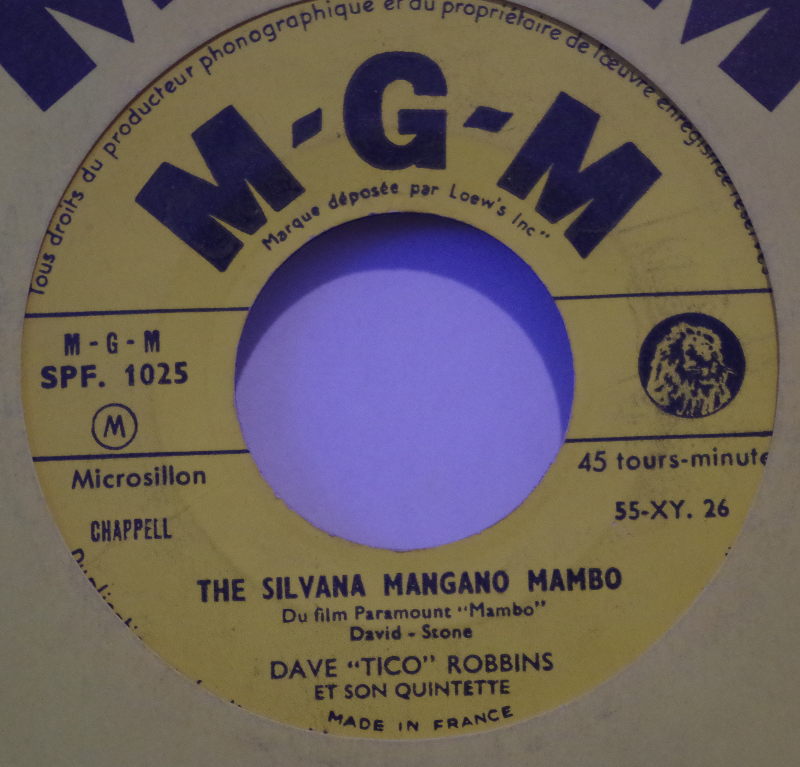 Tous droits du producteur phonographique et du propriétaire de l'œuvre enregistrée réservés
M-G-M
Marque déposée par Loew's Inc"
M-G-M
SPF. 1025
M
Microsillon
CHAPPELL
45 tours-minute
55-XY. 26
THE SILVANA MANGANO MAMBO
Du film Paramount "Mambo"
David - Stone
DAVE "TICO" ROBBINS
ET SON QUINTETTE
MADE IN FRANCE